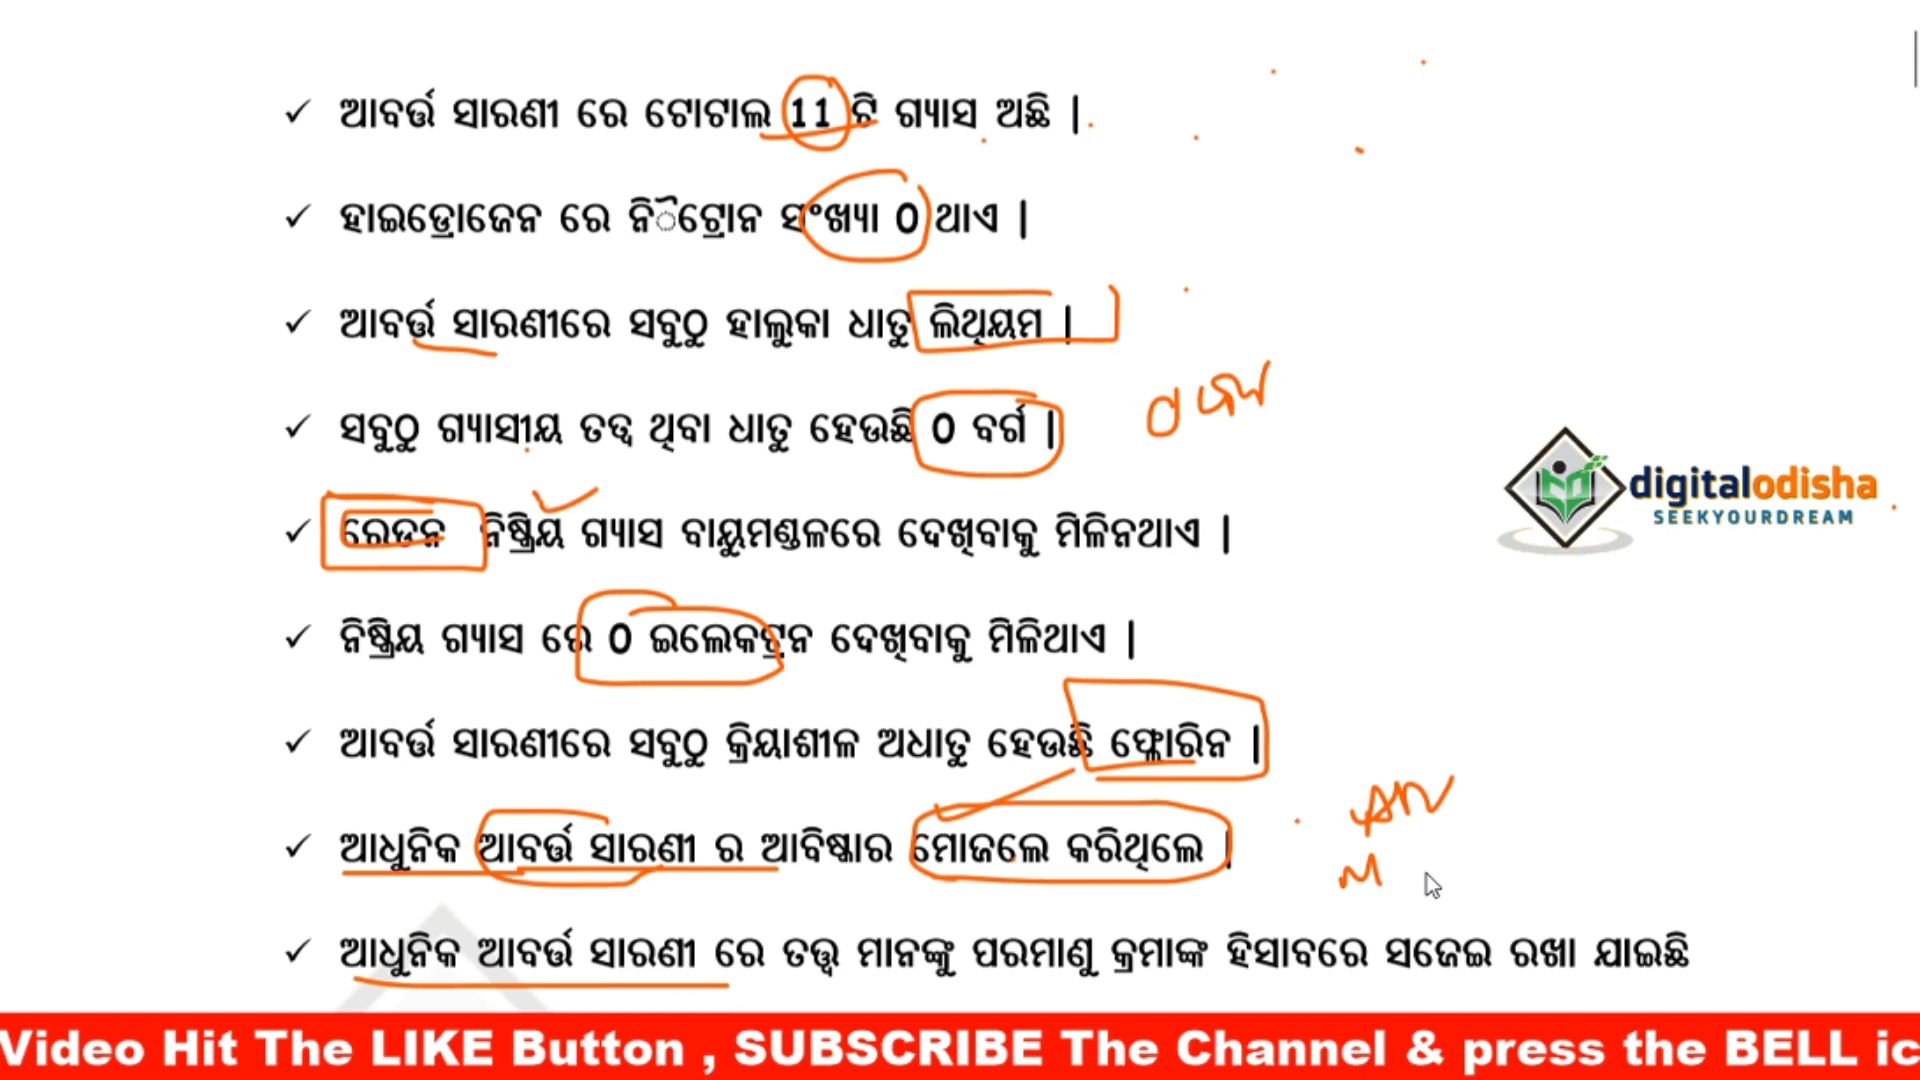 ✓ ଆବର୍ତ୍ତ ସାରଣୀ ରେ ଟୋଟାଲ 11 ଟି ଗ୍ୟାସ ଅଛି |
✓ ହାଇଡ୍ରୋଜେନ ରେ ନିୈଟ୍ରୋନ ସଂଖ୍ୟା 0 ଥାଏ |
✓ ଆବର୍ତ୍ତ ସାରଣୀରେ ସବୁଠୁ ହାଲୁକା ଧାତୁ ଲିଥିୟମ |
✓ ସବୁଠୁ ଗ୍ୟାସୀୟ ତତ୍ୱ ଥିବା ଧାତୁ ହେଉଛି 0 ବର୍ଗ |
✓ ରେଡନ ନିଷ୍କ୍ରିୟ ଗ୍ୟାସ ବାୟୁମଣ୍ଡଳରେ ଦେଖିବାକୁ ମିଳିନଥାଏ |
digitalodisha
SEEKYOURDREAM
✓ ନିଷ୍କ୍ରିୟ ଗ୍ୟାସ ରେ 0 ଇଲେକଟ୍ରନ ଦେଖିବାକୁ ମିଳିଥାଏ |
✓ ଆବର୍ତ୍ତ ସାରଣୀରେ ସବୁଠୁ କ୍ରିୟାଶୀଳ ଅଧାତୁ ହେଉଛି ଫ୍ଲୋରିନ |
✓ ଆଧୁନିକ ଆବର୍ତ୍ତ ସାରଣୀ ର ଆବିଷ୍କାର ମୋଜଲେ କରିଥିଲେ |
M
✓ ଆଧୁନିକ ଆବର୍ତ୍ତ ସାରଣୀ ରେ ତତ୍ତ୍ୱ ମାନଙ୍କୁ ପରମାଣୁ କ୍ରମାଙ୍କ ହିସାବରେ ସଜେଇ ରଖା ଯାଇଛି
Video Hit The LIKE Button , SUBSCRIBE The Channel & press the BELL ic